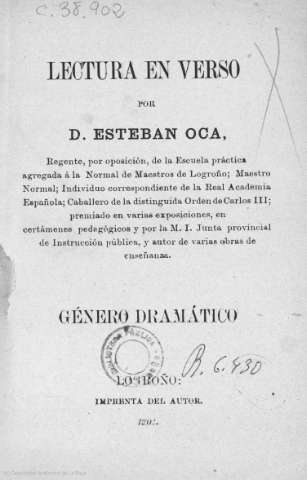 C. 38.902
LECTURA EN VERSO
POR
D. ESTEBAN OCA,
Regente, por oposición, de la Escuela práctica
agregada á la Normal de Maestros de Logroño; Maestro
Normal; Individuo correspondiente de la Real Academia
Española; Caballero de la distinguida Orden de Carlos III;
premiado en varias exposiciones, en
certámenes pedagógicos y por la M. I. Junta provincial
de Instrucción pública, y autor de varias obras de
enseñanza.
GÉNERO DRAMÁTICO
BIBLIOTECA PÚBLICA
R. 6.430
LOGROÑO:
IMPRENTA DEL AUTOR.